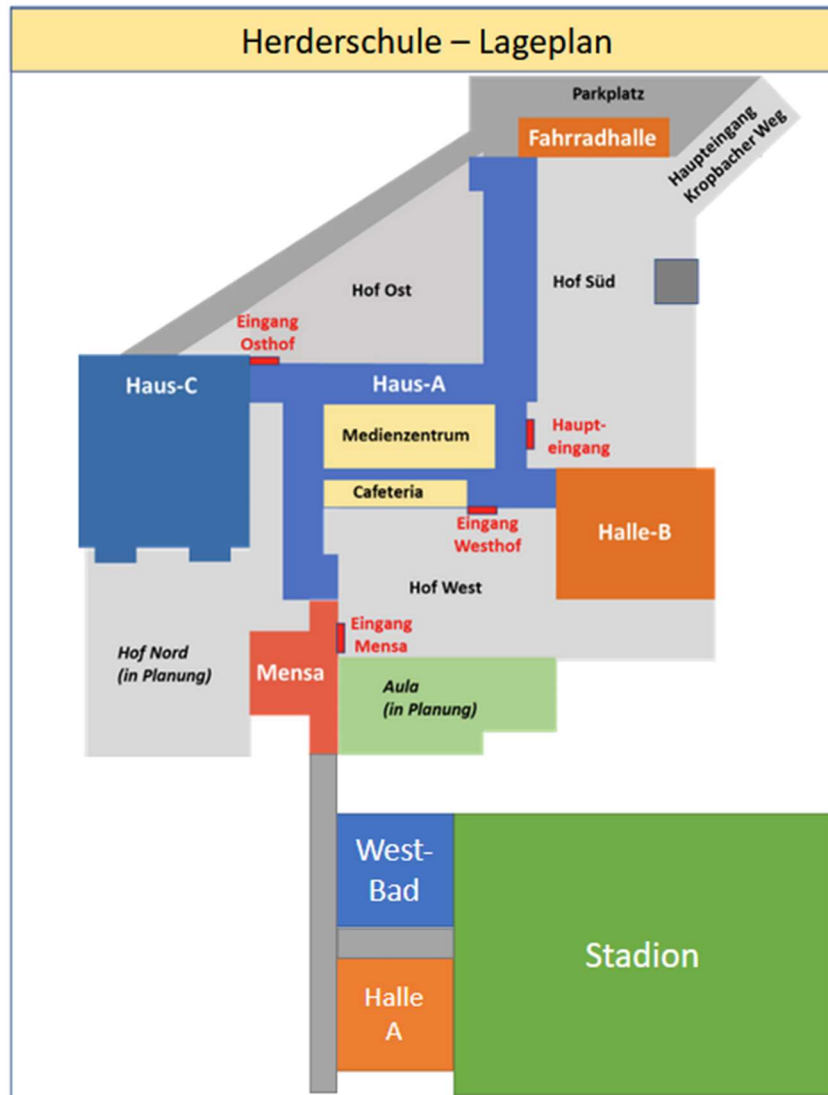 Herderschule – Lageplan
Parkplatz
Fahrradhalle
Haupteingang
Kropbacher Weg
Hof Ost
Hof Süd
Eingang
Osthof
Haus-C
Haus-A
Medienzentrum
Haupt-
eingang
Cafeteria
Eingang
Westhof
Halle-B
Hof West
Eingang
Mensa
Hof Nord
(in Planung)
Mensa
Aula
(in Planung)
West-
Bad
Stadion
Halle
A